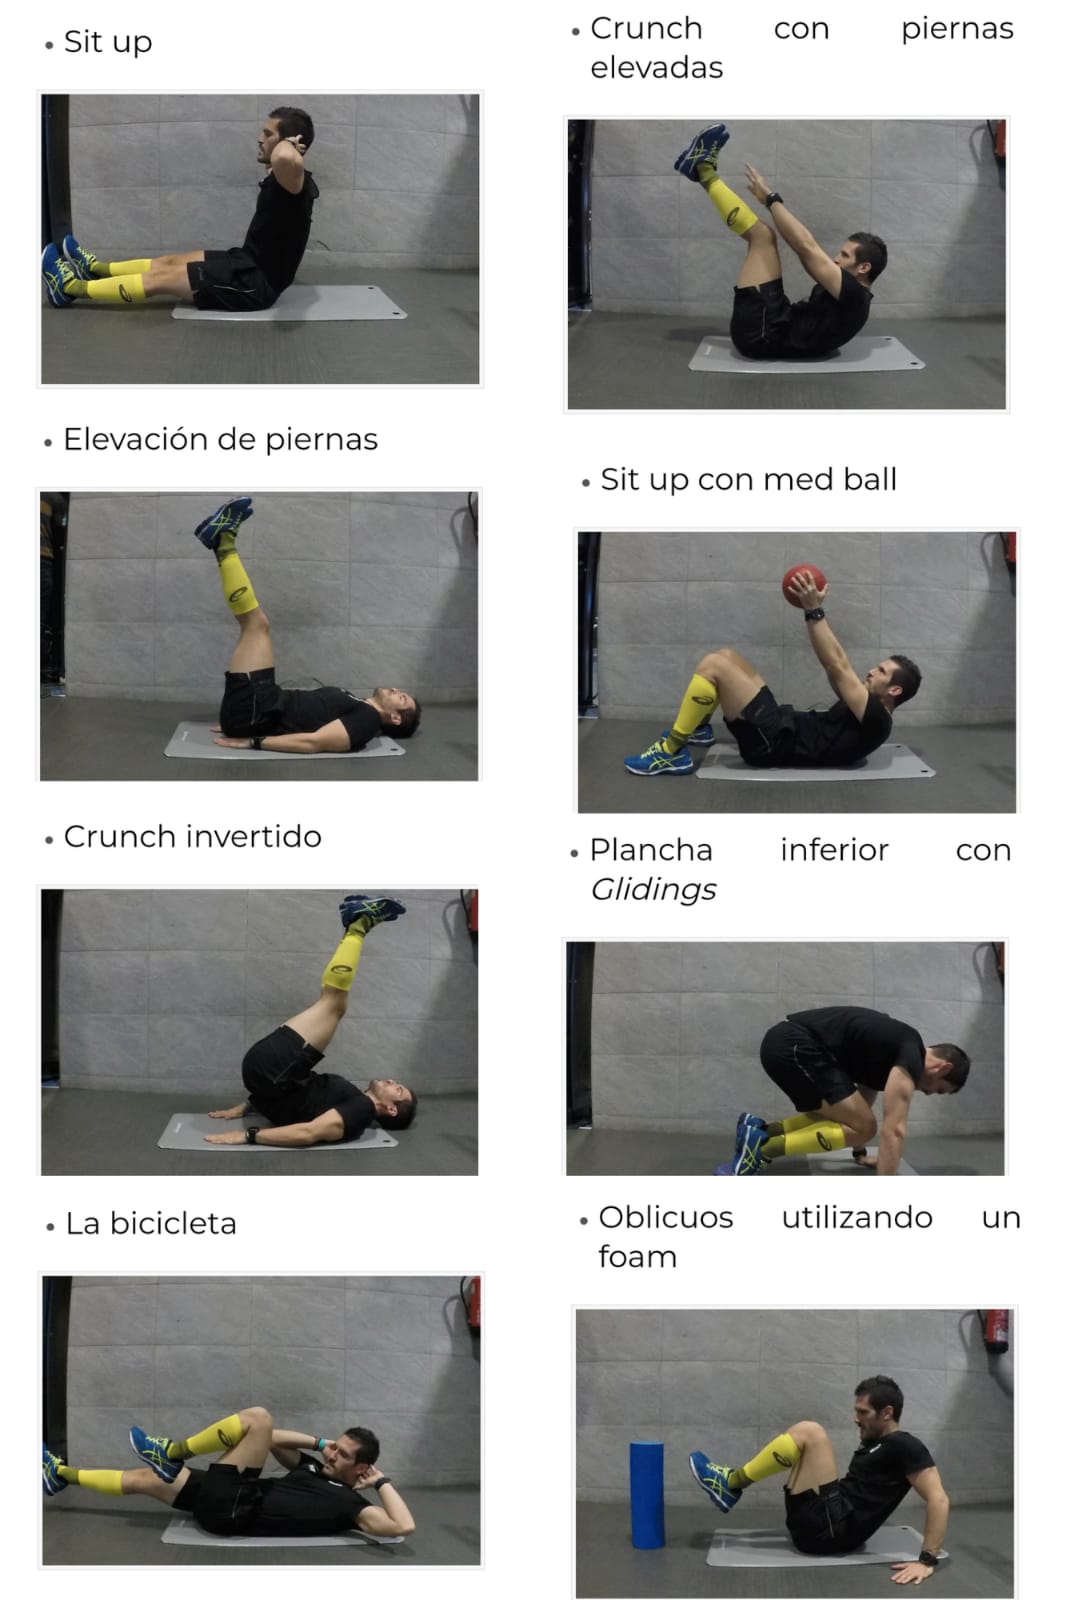 • Sit up
• Elevación de piernas
• Crunch invertido
• La bicicleta
• Crunch con piernas
elevadas
• Sit up con med ball
• Plancha inferior con
Glidings
• Oblicuos utilizando un
foam